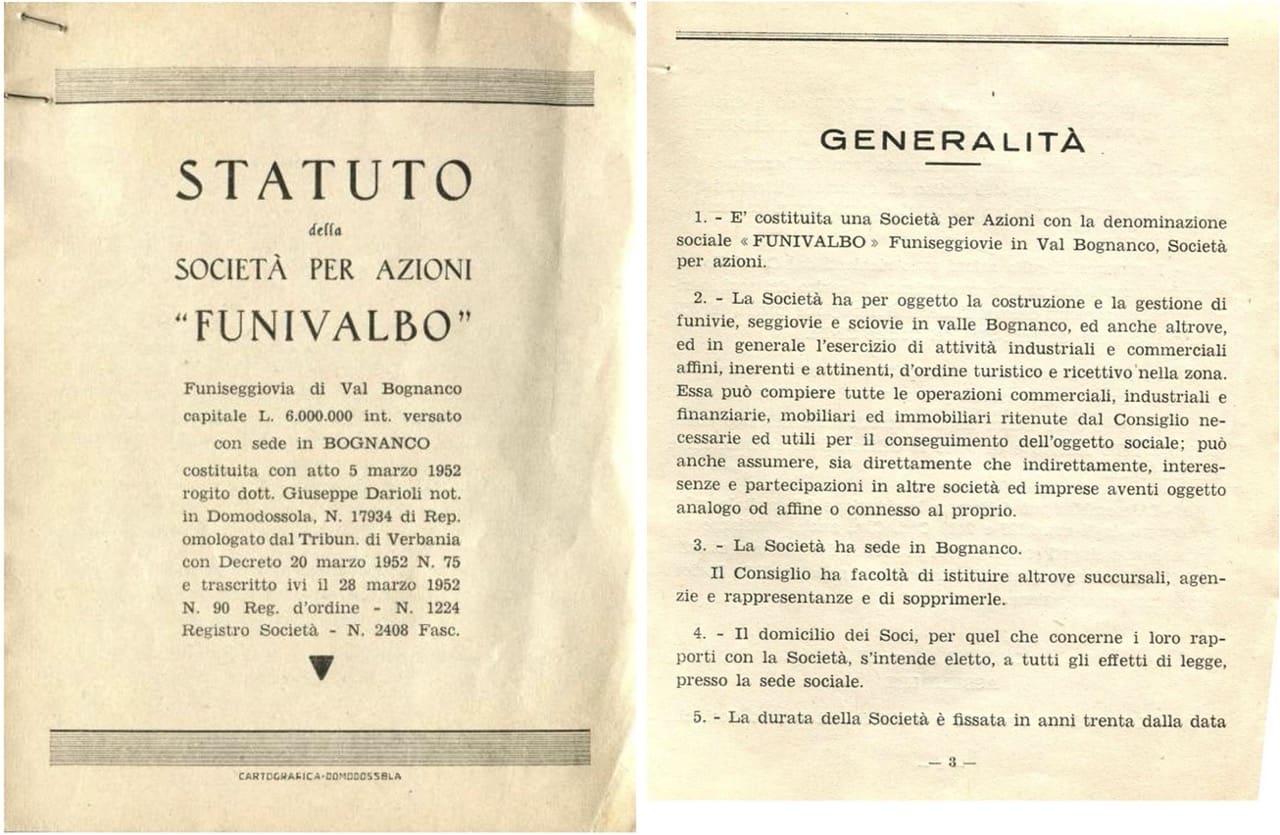 STATUTO
della
SOCIETÀ PER AZIONI
“FUNIVALBO”
Funiseggiovia di Val Bognanco
capitale L. 6.000.000 int. versato
con sede in BOGNANCO
costituita con atto 5 marzo 1952
rogito dott. Giuseppe Darioli not.
in Domodossola, N. 17934 di Rep.
omologato dal Tribun. di Verbania
con Decreto 20 marzo 1952 N. 75
e trascritto ivi il 28 marzo 1952
N. 90 Reg. d'ordine - N. 1224
Registro Società - N. 2408 Fasc.
CARTOGRAFICA-DOMODOSSOLA
GENERALITÀ
1. - E' costituita una Società per Azioni con la denominazione
sociale « FUNIVALBO » Funiseggiovie in Val Bognanco, Società
per azioni.
2. - La Società ha per oggetto la costruzione e la gestione di
funivie, seggiovie e sciovie in valle Bognanco, ed anche altrove,
ed in generale l'esercizio di attività industriali e commerciali
affini, inerenti e attinenti, d'ordine turistico e ricettivo nella zona.
Essa può compiere tutte le operazioni commerciali, industriali e
finanziarie, mobiliari ed immobiliari ritenute dal Consiglio ne-
cessarie ed utili per il conseguimento dell'oggetto sociale; può
anche assumere, sia direttamente che indirettamente, interes-
senze e partecipazioni in altre società ed imprese aventi oggetto
analogo od affine o connesso al proprio.
3. - La Società ha sede in Bognanco.
Il Consiglio ha facoltà di istituire altrove succursali, agen-
zie e rappresentanze e di sopprimerle.
4. - Il domicilio dei Soci, per quel che concerne i loro rap-
porti con la Società, s'intende eletto, a tutti gli effetti di legge,
presso la sede sociale.
5. - La durata della Società è fissata in anni trenta dalla data
— 3 —